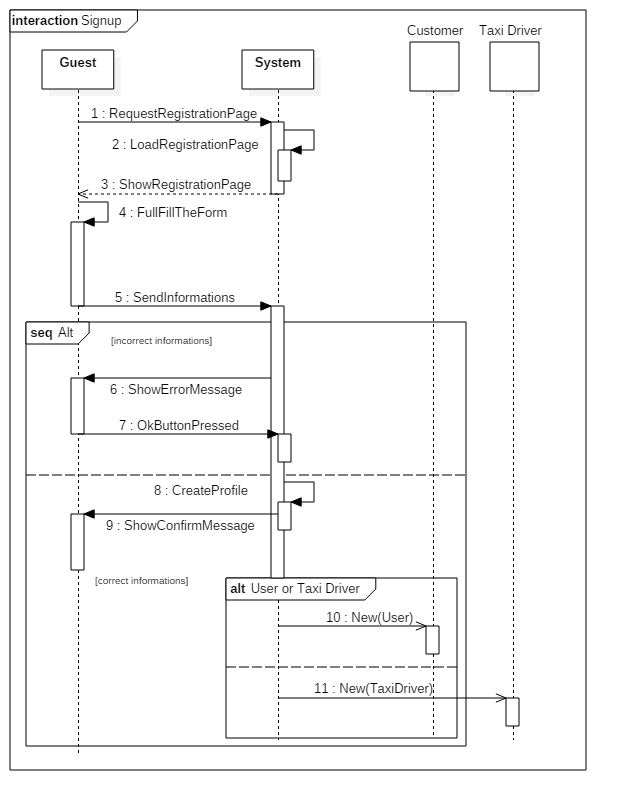 interaction Signup
Customer
Taxi Driver
Guest
System
1 : RequestRegistrationPage
2 : LoadRegistrationPage
3 : ShowRegistrationPage
4 : FullFillTheForm
5 : SendInformations
seq Alt
[incorrect informations]
6 : ShowErrorMessage
7 : OkButtonPressed
8 : CreateProfile
9 : ShowConfirmMessage
[correct informations]
alt User or Taxi Driver
10 : New(User)
11 : New(TaxiDriver)